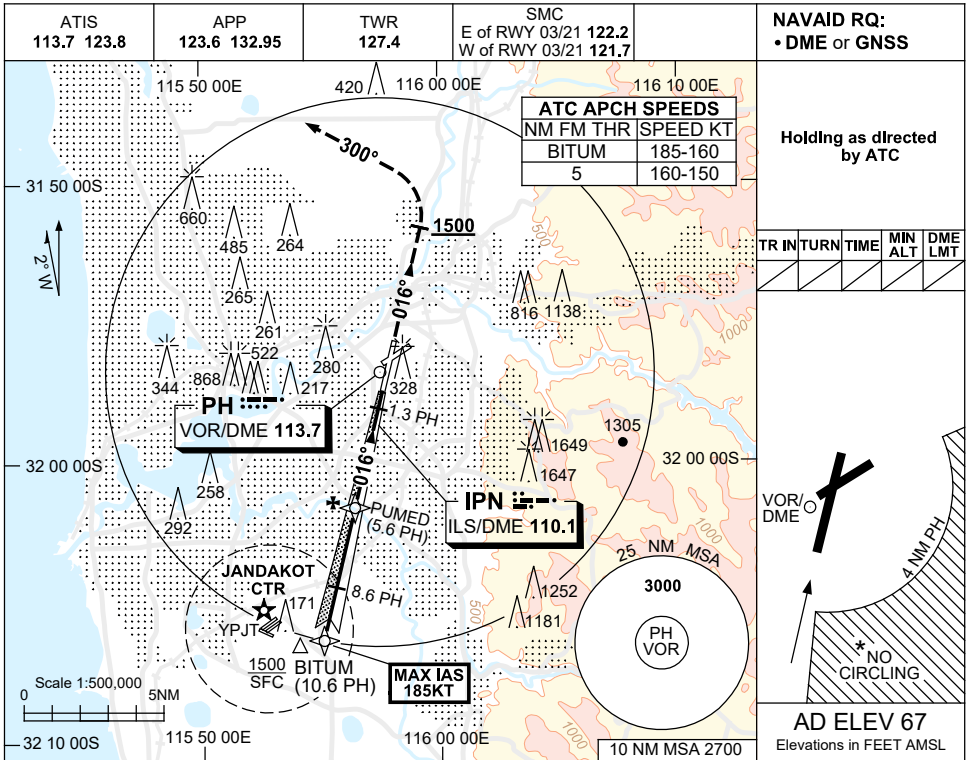 ATIS
113.7 123.8
APP
123.6 132.95
TWR
127.4
SMC
E of RWY 03/21 122.2
W of RWY 03/21 121.7
NAVAID RQ:
• DME or GNSS
115 50 00E
420
116 00 00E
116 10 00E
ATC APCH SPEEDS
NM FM THR SPEED KT
BITUM 185-160
5 160-150
Holding as directed
by ATC
TR IN TURN TIME MIN ALT DME LMT
300°
31 50 00S
660
485
264
1500
500
2° W
265
261
816
1138
1000
280
344
868
522
217
328
PH
VOR/DME 113.7
1.3 PH
016°
016°
1649
1305
1647
32 00 00S
32 00 00S
258
292
IPN
ILS/DME 110.1
PUMED
(5.6 PH)
1000
VOR/
DME
4 NM PH
25 NM MSA
3000
PH
VOR
JANDAKOT
CTR
171
8.6 PH
YPJT
500
1252
1181
1500
SFC
BITUM
(10.6 PH)
MAX IAS
185KT
1000
* NO
CIRCLING
Scale 1:500,000
0 5NM
32 10 00S
115 50 00E
116 00 00E
10 NM MSA 2700
AD ELEV 67
Elevations in FEET AMSL